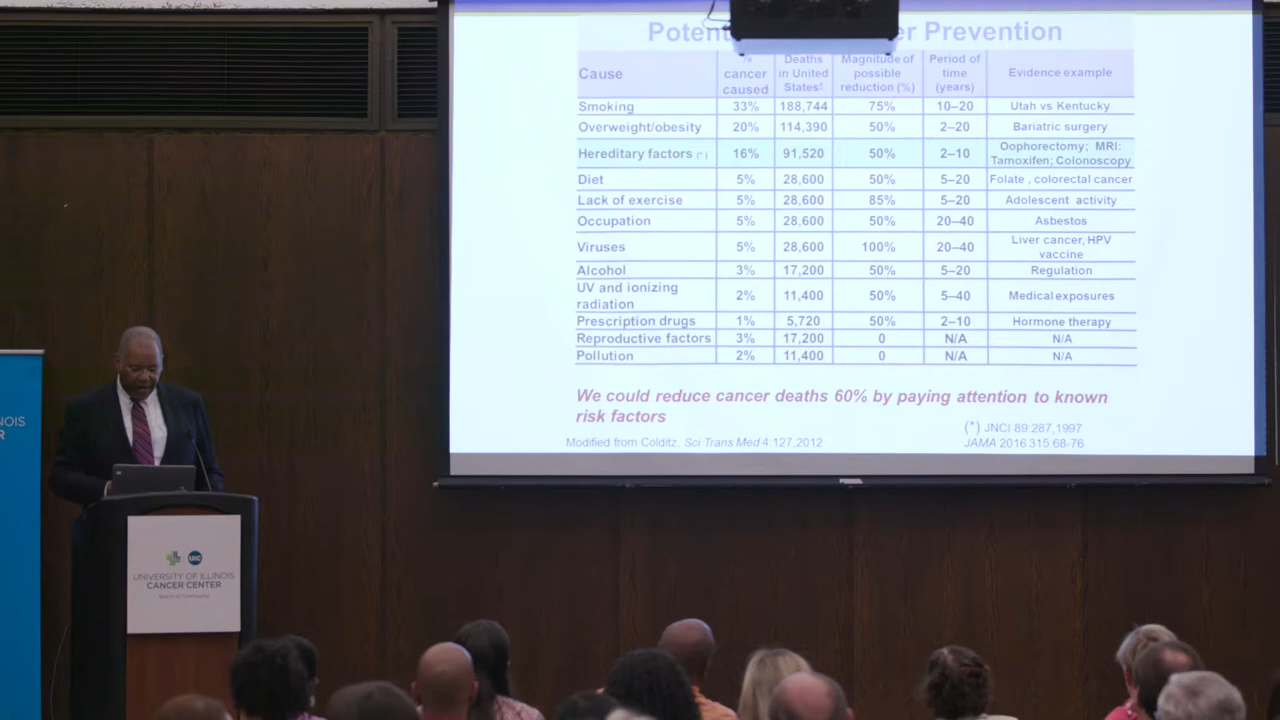 Poten r Prevention
Cause % cancer caused Deaths in United States† Magnitude of possible reduction (%) Period of time (years) Evidence example
Smoking 33% 188,744 75% 10–20 Utah vs Kentucky
Overweight/obesity 20% 114,390 50% 2–20 Bariatric surgery
Hereditary factors (*) 16% 91,520 50% 2–10 Oophorectomy; MRI: Tamoxifen; Colonoscopy
Diet 5% 28,600 50% 5–20 Folate , colorectal cancer
Lack of exercise 5% 28,600 85% 5–20 Adolescent activity
Occupation 5% 28,600 50% 20–40 Asbestos
Viruses 5% 28,600 100% 20–40 Liver cancer, HPV vaccine
Alcohol 3% 17,200 50% 5–20 Regulation
UV and ionizing radiation 2% 11,400 50% 5–40 Medical exposures
Prescription drugs 1% 5,720 50% 2–10 Hormone therapy
Reproductive factors 3% 17,200 0 N/A N/A
Pollution 2% 11,400 0 N/A N/A
We could reduce cancer deaths 60% by paying attention to known
risk factors
(*) JNCI 89:287,1997
Modified from Colditz, Sci Trans Med 4:127,2012
JAMA 2016 315:68-76
NOIS
R
UIC
UNIVERSITY OF ILLINOIS
CANCER CENTER